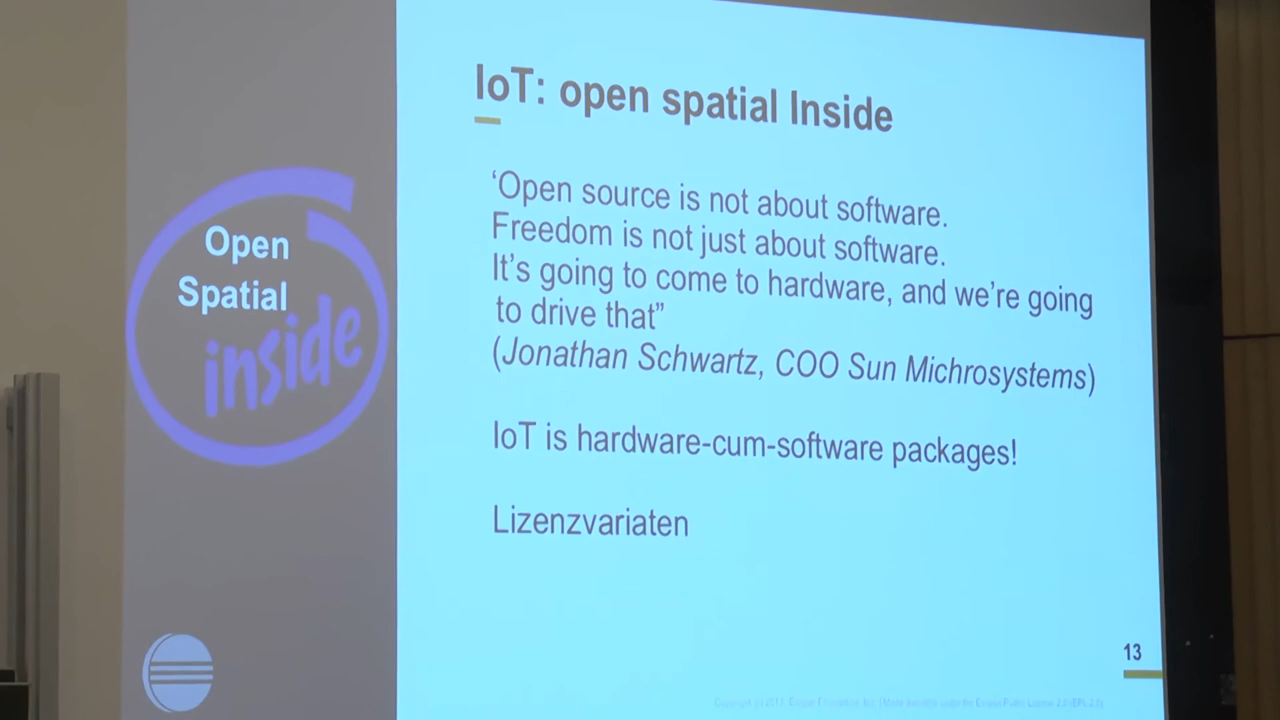 IoT: open spatial Inside
Open
Spatial
inside
‘Open source is not about software.
Freedom is not just about software.
It’s going to come to hardware, and we’re going
to drive that”
(Jonathan Schwartz, COO Sun Michrosystems)
IoT is hardware-cum-software packages!
Lizenzvariaten
13